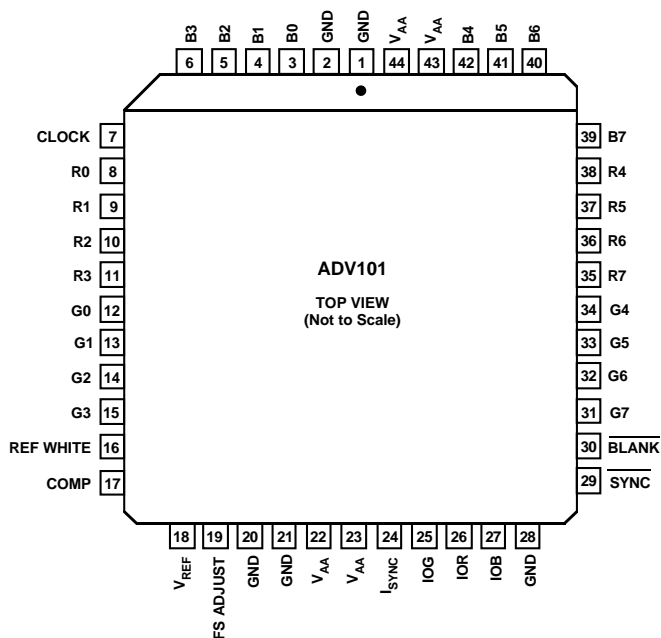 B3 B2 B1 B0 GND GND VAA VAA B4 B5 B6
6 5 4 3 2 1 44 43 42 41 40
CLOCK 7
R0 8
R1 9
R2 10
R3 11
G0 12
G1 13
G2 14
G3 15
REF WHITE 16
COMP 17
ADV101
TOP VIEW
(Not to Scale)
39 B7
38 R4
37 R5
36 R6
35 R7
34 G4
33 G5
32 G6
31 G7
30 BLANK
29 SYNC
18 19 20 21 22 23 24 25 26 27 28
VREF FS ADJUST GND GND VAA VAA ISYNC IOG IOR IOB GND